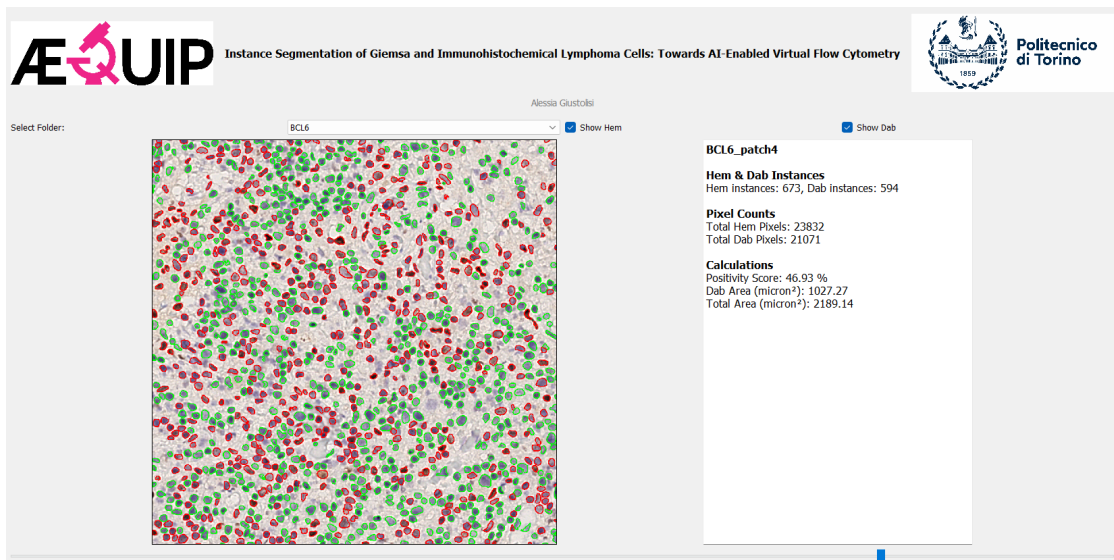 ÆQUIP
Instance Segmentation of Giemsa and Immunohistochemical Lymphoma Cells: Towards AI-Enabled Virtual Flow Cytometry
1859
Politecnico
di Torino
Alessia Giustolisi
Select Folder:
BCL6
Show Hem
Show Dab
BCL6_patch4
Hem & Dab Instances
Hem instances: 673, Dab instances: 594
Pixel Counts
Total Hem Pixels: 23832
Total Dab Pixels: 21071
Calculations
Positivity Score: 46.93 %
Dab Area (micron²): 1027.27
Total Area (micron²): 2189.14